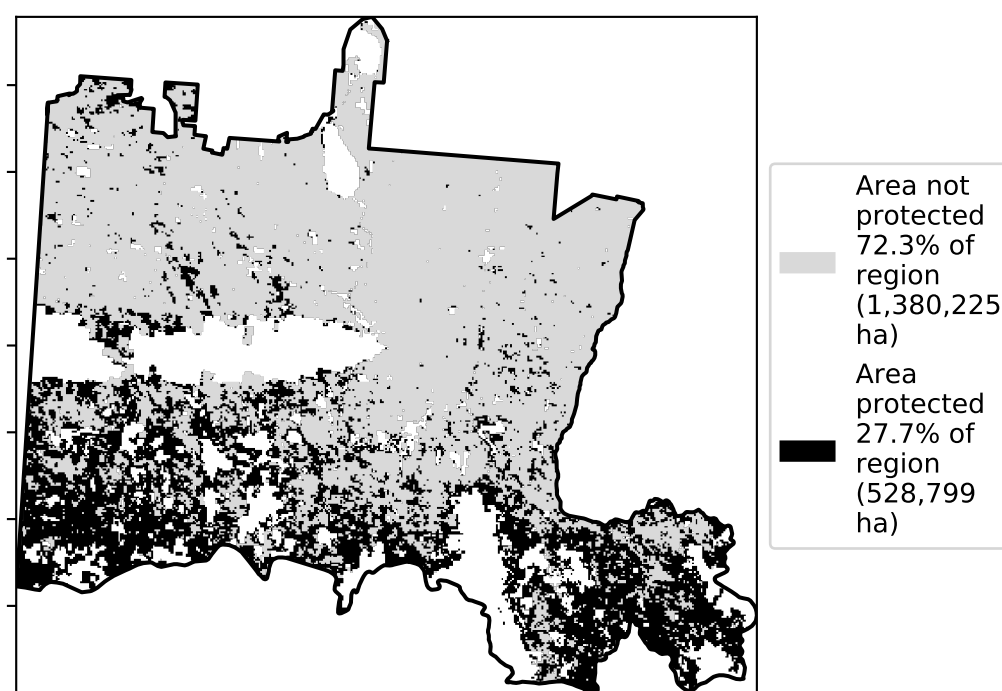 Area not
protected
72.3% of
region
(1,380,225
ha)
Area
protected
27.7% of
region
(528,799
ha)